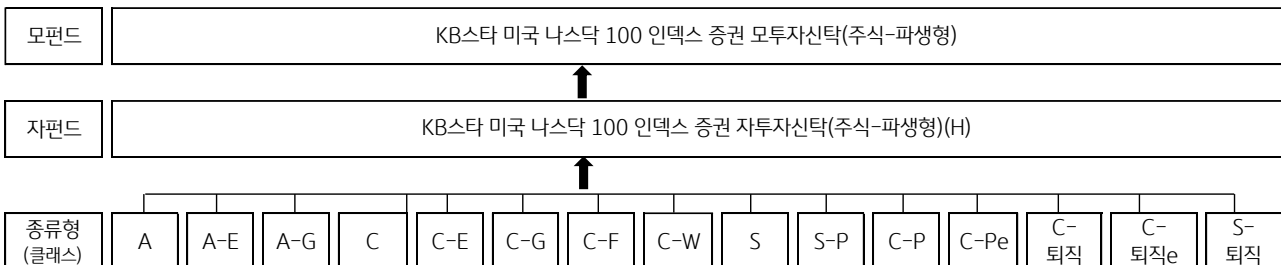 모펀드 KB스타 미국 나스닥 100 인덱스 증권 모투자신탁(주식-파생형)
자펀드 KB스타 미국 나스닥 100 인덱스 증권 자투자신탁(주식-파생형)(H)
종류형
(클래스)
A
A-E
A-G
C
C-E
C-G
C-F
C-W
S
S-P
C-P
C-Pe
C-
퇴직
C-
퇴직e
S-
퇴직